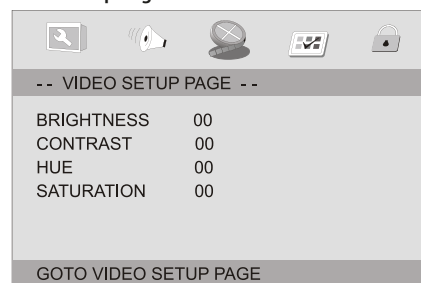 -- VIDEO SETUP PAGE --
BRIGHTNESS 00
CONTRAST 00
HUE 00
SATURATION 00
GOTO VIDEO SETUP PAGE